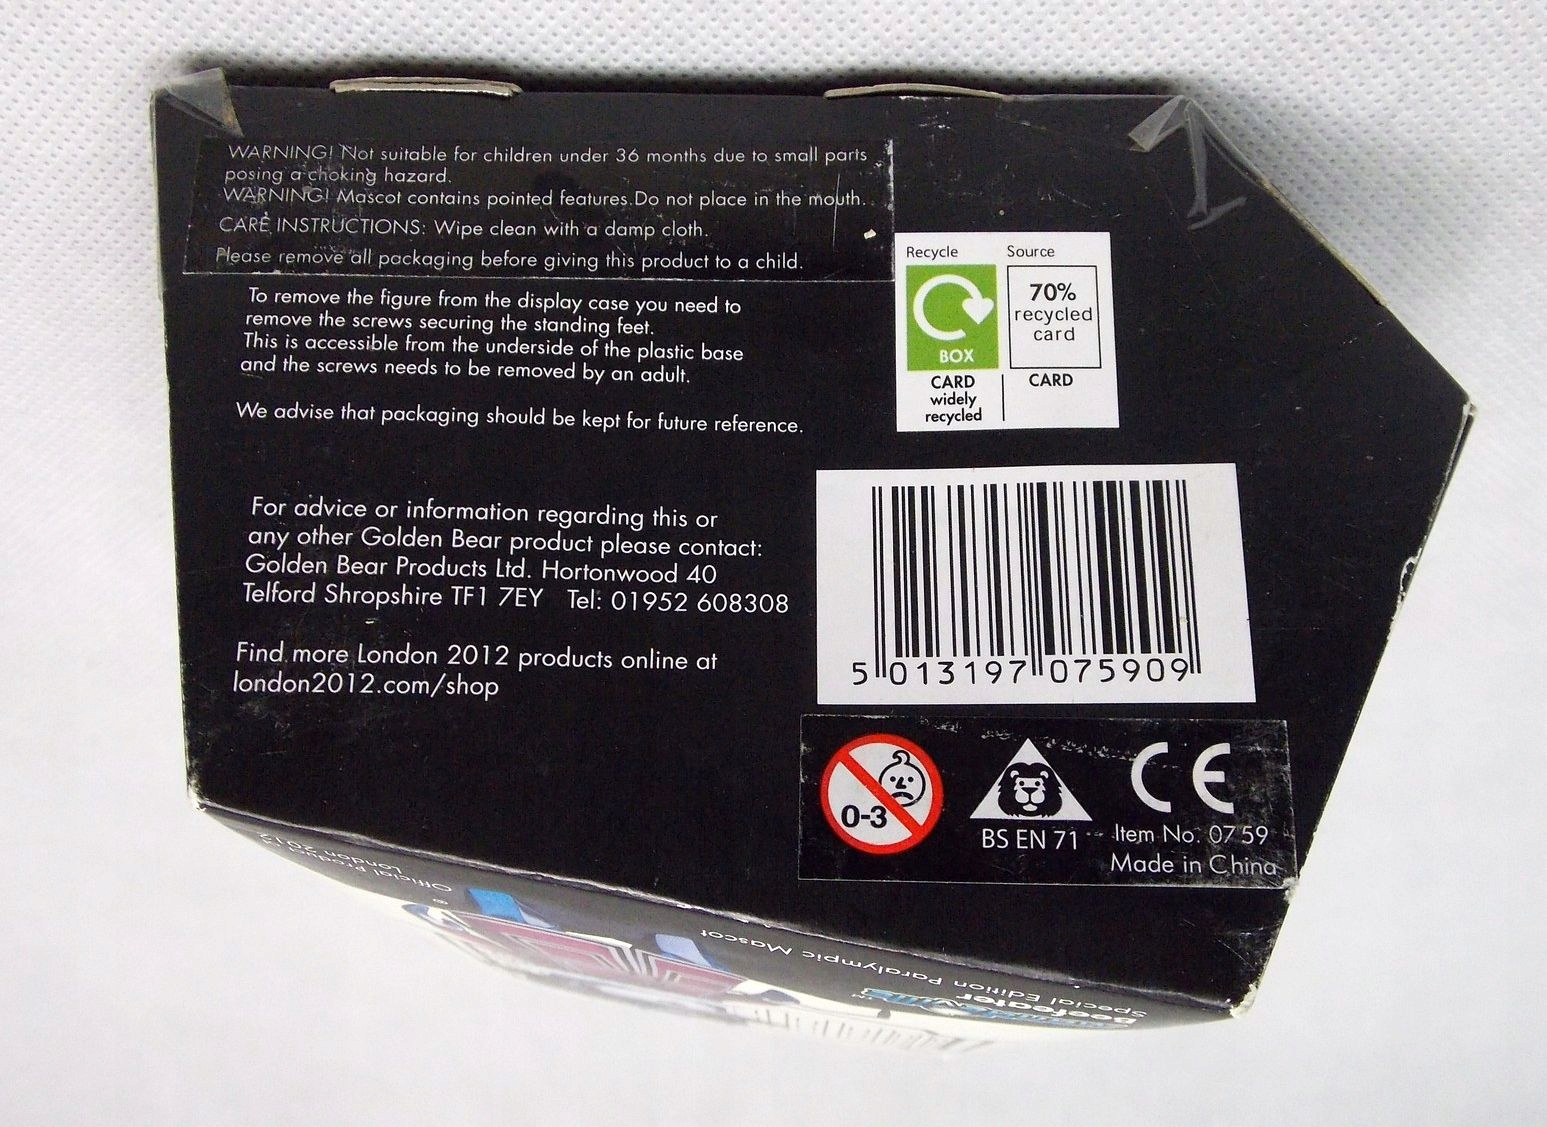 WARNING! Not suitable for children under 36 months due to small parts
posing a choking hazard.
WARNING! Mascot contains pointed features.Do not place in the mouth.
CARE INSTRUCTIONS: Wipe clean with a damp cloth.
Please remove all packaging before giving this product to a child.
To remove the figure from the display case you need to
remove the screws securing the standing feet.
This is accessible from the underside of the plastic base
and the screws needs to be removed by an adult.
We advise that packaging should be kept for future reference.
For advice or information regarding this or
any other Golden Bear product please contact:
Golden Bear Products Ltd. Hortonwood 40
Telford Shropshire TF1 7EY Tel: 01952 608308
Find more London 2012 products online at
london2012.com/shop
Recycle
BOX
CARD
widely
recycled
Source
70%
recycled
card
CARD
5 013197 075909
0-3
BS EN 71
CE
Item No. 0759
Made in China
Beefeater
Special Edition Paralympic Mascot
Official Product
London 2012